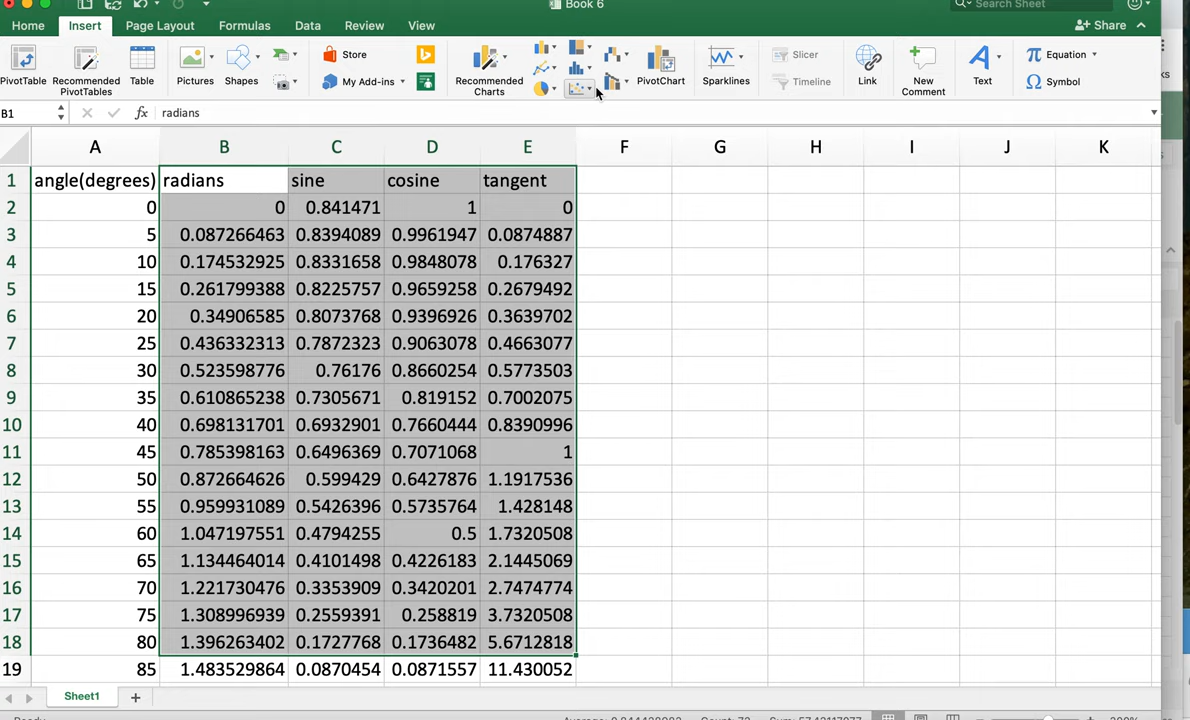 Book 6
Search Sheet
Home Insert Page Layout Formulas Data Review View Share
Store
My Add-ins
Slicer
Timeline
Equation
Symbol
PivotTable Recommended PivotTables Table Pictures Shapes Recommended Charts PivotChart Sparklines Link New Comment Text
B1 fx radians
A B C D E F G H I J K
1 angle(degrees) radians sine cosine tangent
2 0 0 0.841471 1 0
3 5 0.087266463 0.8394089 0.9961947 0.0874887
4 10 0.174532925 0.8331658 0.9848078 0.176327
5 15 0.261799388 0.8225757 0.9659258 0.2679492
6 20 0.34906585 0.8073768 0.9396926 0.3639702
7 25 0.436332313 0.7872323 0.9063078 0.4663077
8 30 0.523598776 0.76176 0.8660254 0.5773503
9 35 0.610865238 0.7305671 0.819152 0.7002075
10 40 0.698131701 0.6932901 0.7660444 0.8390996
11 45 0.785398163 0.6496369 0.7071068 1
12 50 0.872664626 0.599429 0.6427876 1.1917536
13 55 0.959931089 0.5426396 0.5735764 1.428148
14 60 1.047197551 0.4794255 0.5 1.7320508
15 65 1.134464014 0.4101498 0.4226183 2.1445069
16 70 1.221730476 0.3353909 0.3420201 2.7474774
17 75 1.308996939 0.2559391 0.258819 3.7320508
18 80 1.396263402 0.1727768 0.1736482 5.6712818
19 85 1.483529864 0.0870454 0.0871557 11.430052
Sheet1